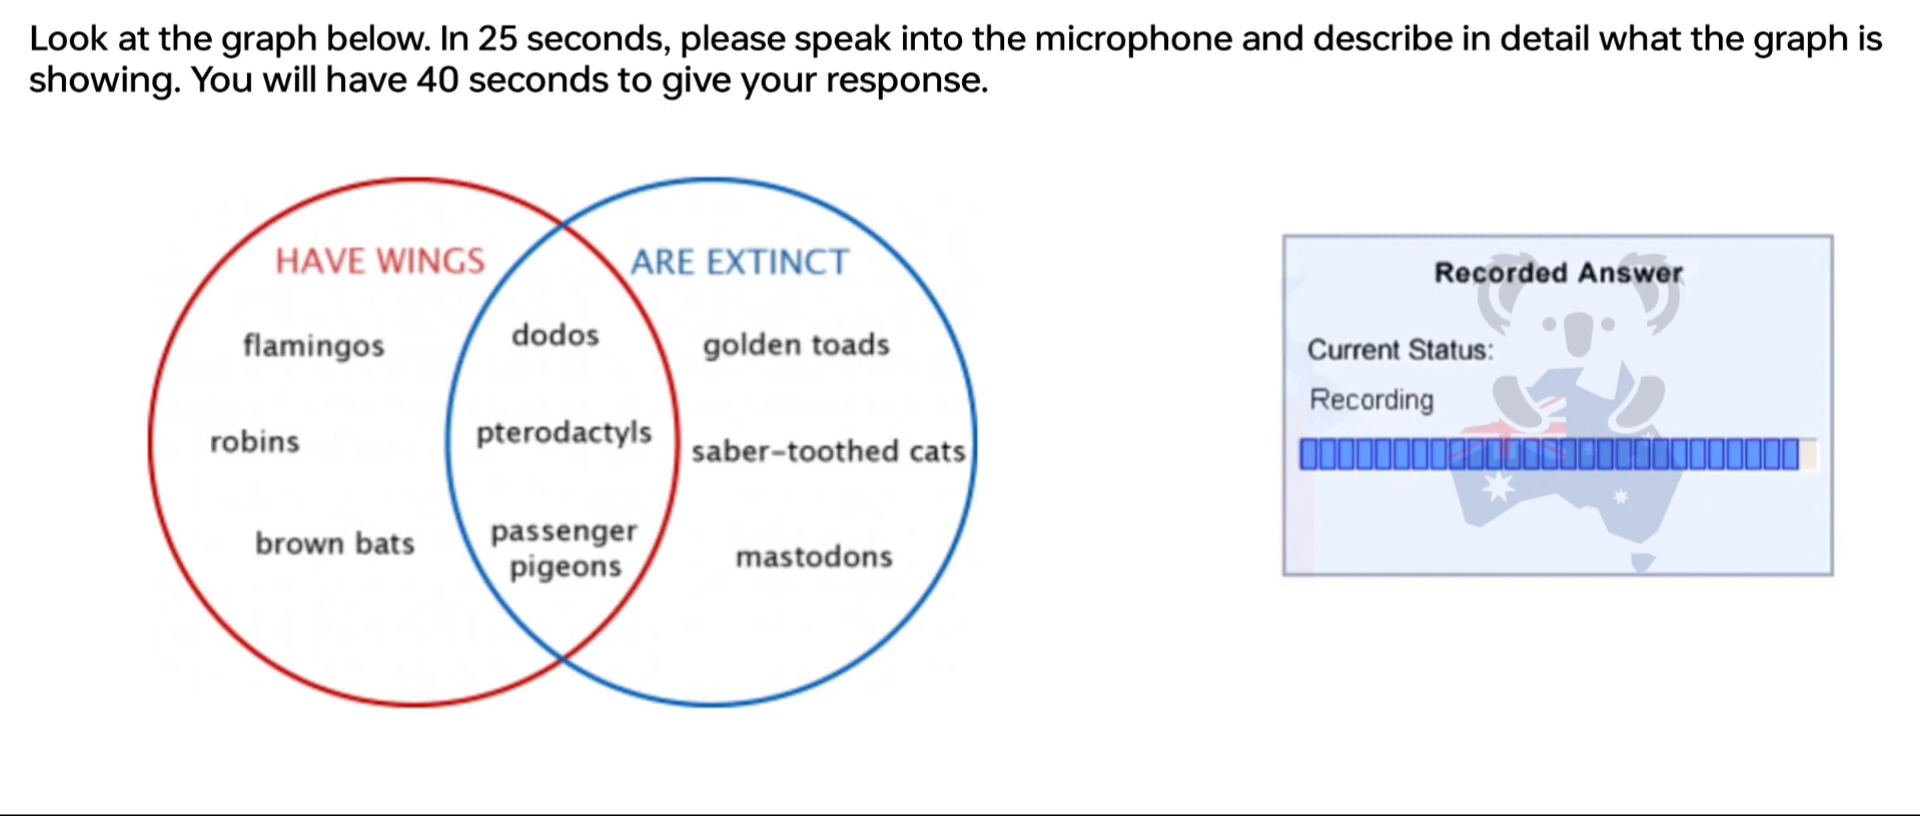 Look at the graph below. In 25 seconds, please speak into the microphone and describe in detail what the graph is
showing. You will have 40 seconds to give your response.
HAVE WINGS
ARE EXTINCT
flamingos
dodos
golden toads
robins
pterodactyls
saber-toothed cats
brown bats
passenger
pigeons
mastodons
Recorded Answer
Current Status:
Recording